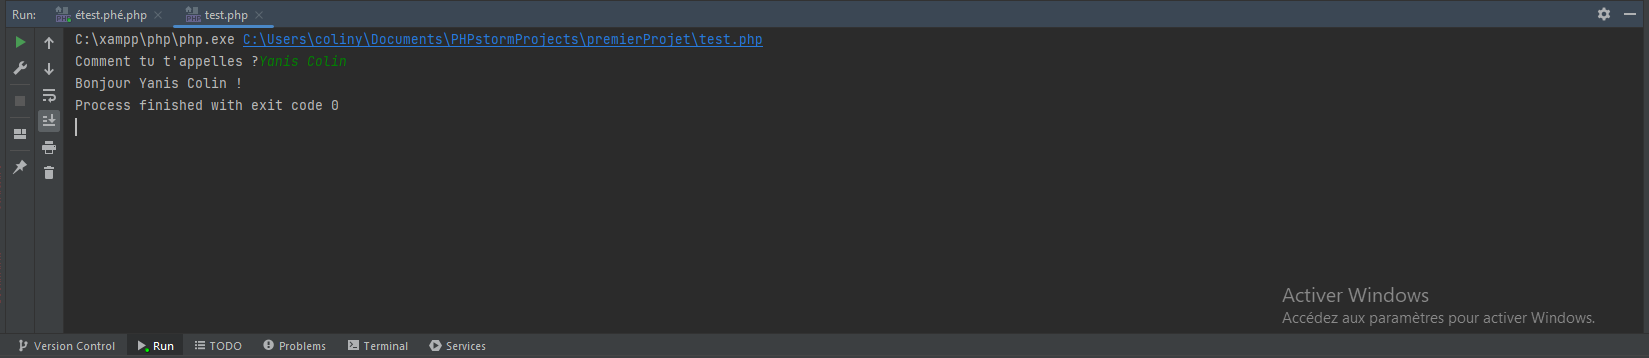 Run: étest.phé.php test.php
C:\xampp\php\php.exe C:\Users\coliny\Documents\PHPstormProjects\premierProjet\test.php
Comment tu t'appelles ?Yanis Colin
Bonjour Yanis Colin !
Process finished with exit code 0
Activer Windows
Accédez aux paramètres pour activer Windows.
Version Control Run TODO Problems Terminal Services